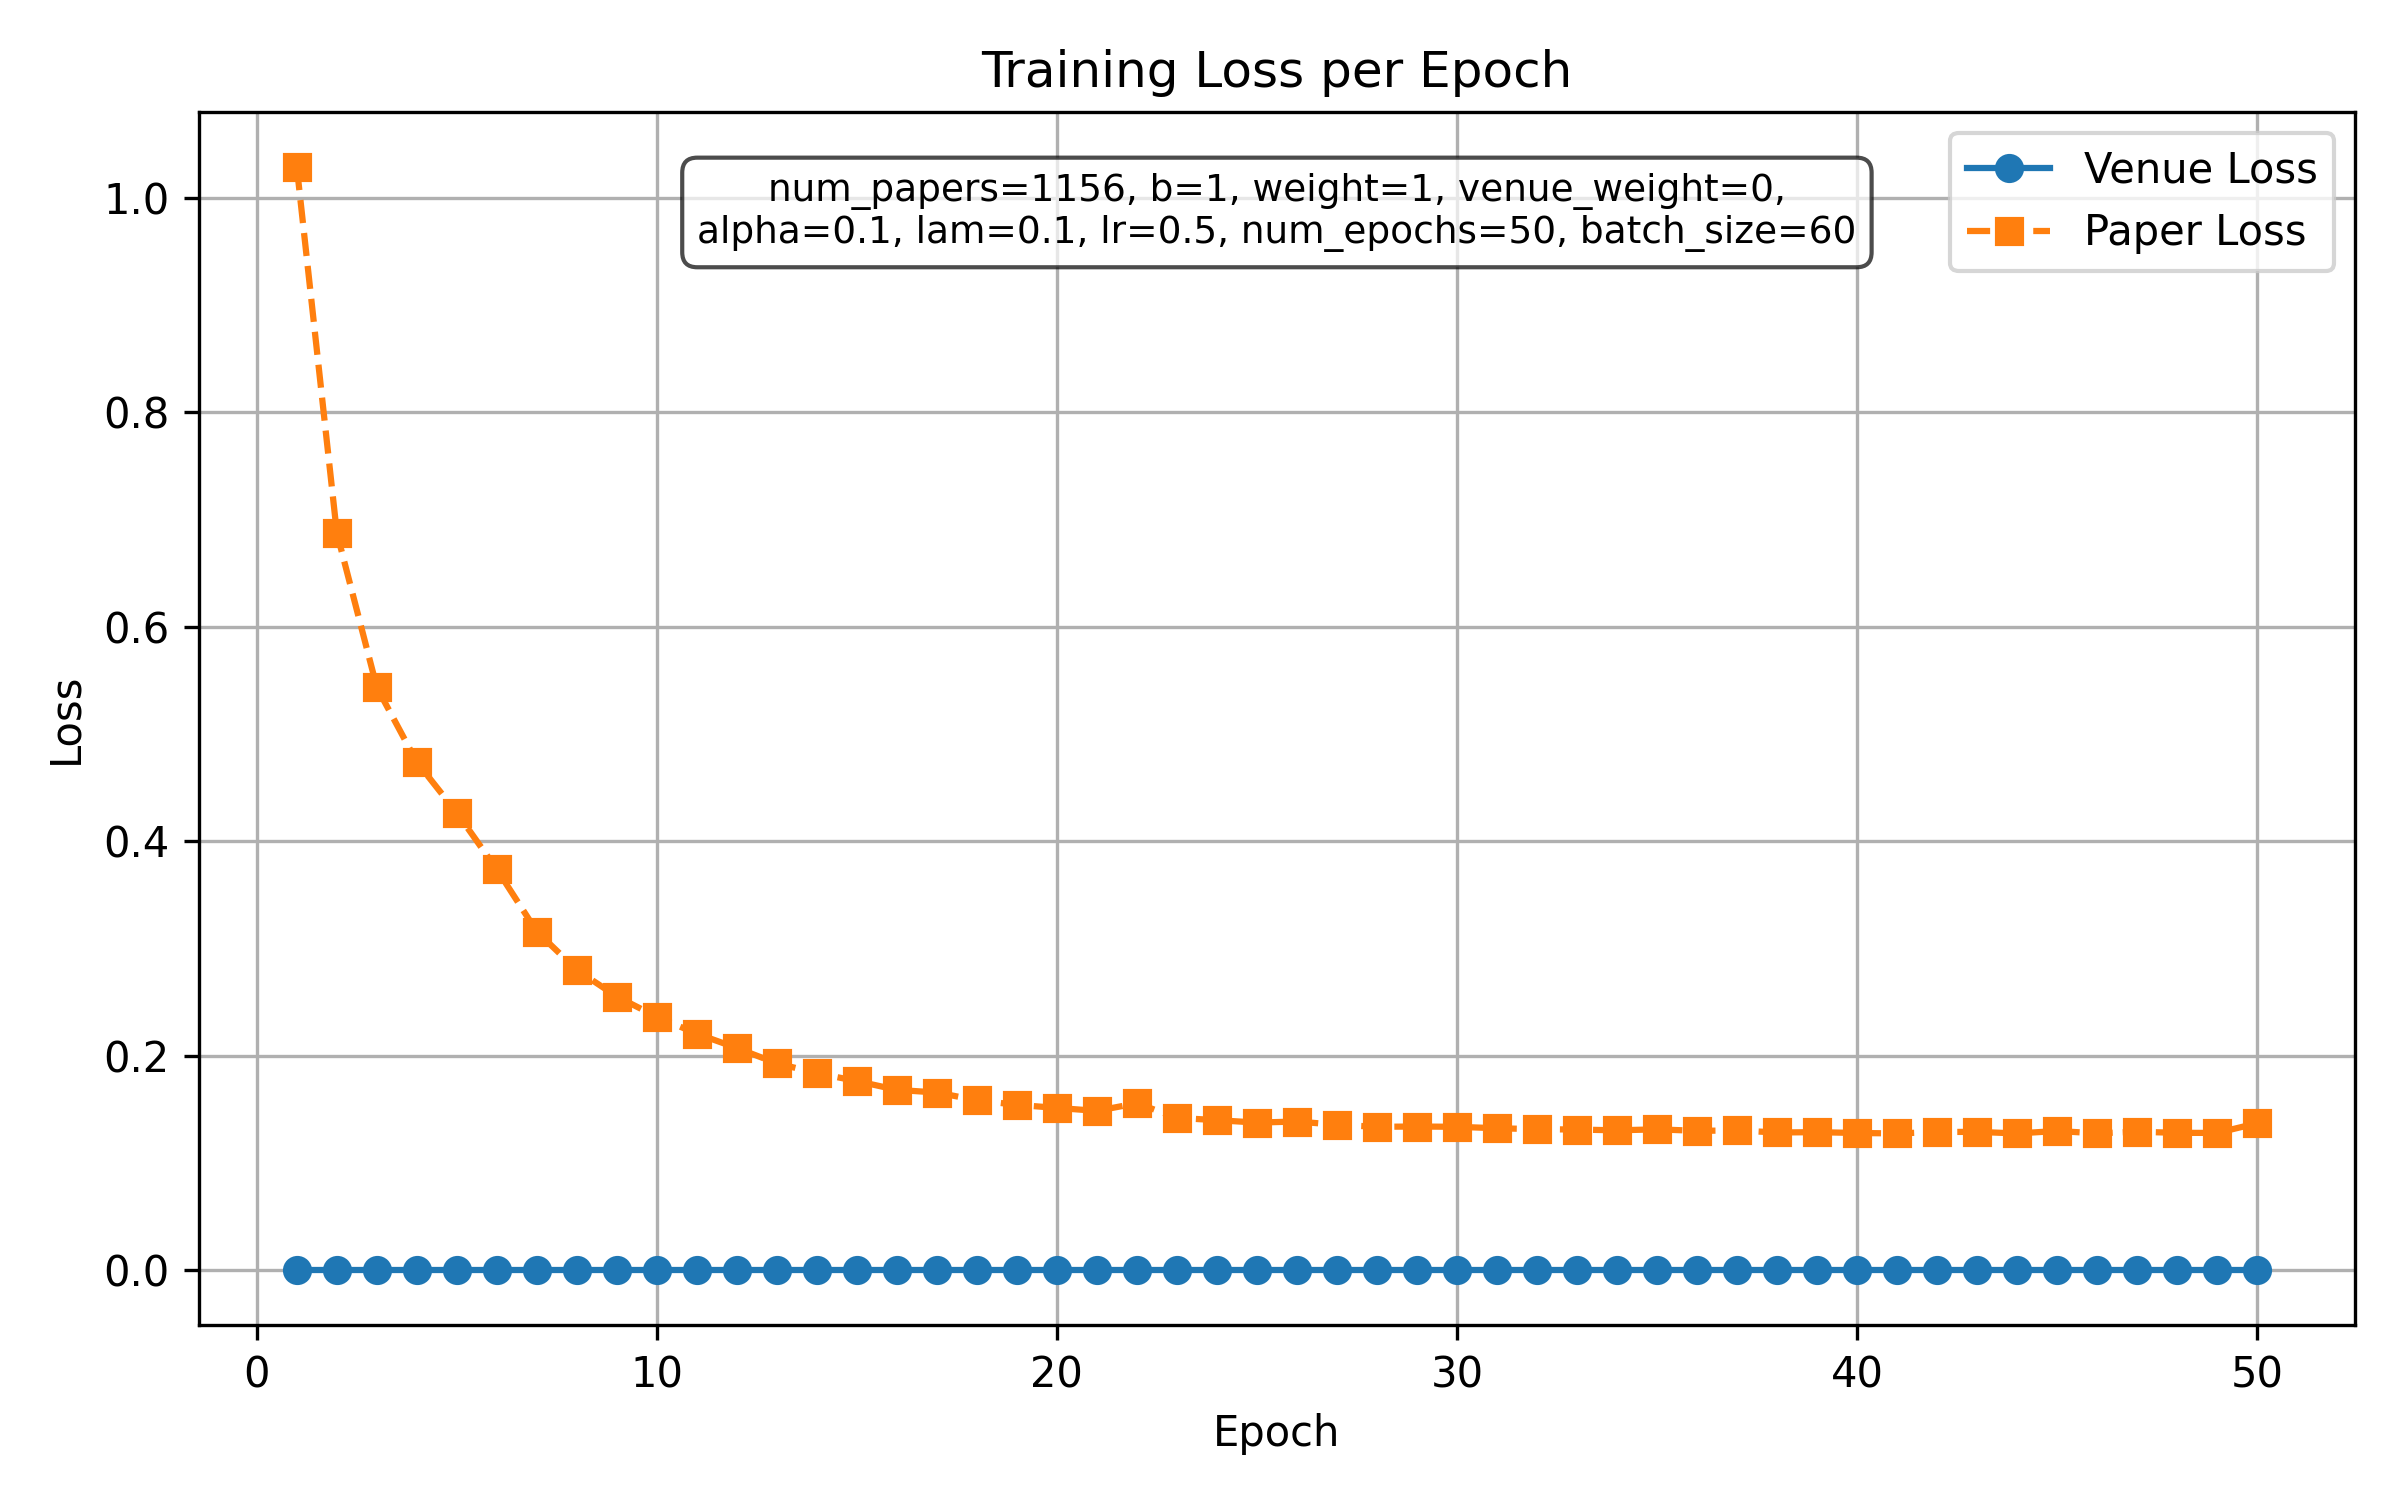 Training Loss per Epoch
num_papers=1156, b=1, weight=1, venue_weight=0,
alpha=0.1, lam=0.1, lr=0.5, num_epochs=50, batch_size=60
Venue Loss
Paper Loss
Loss
1.0
0.8
0.6
0.4
0.2
0.0
0 10 20 30 40 50
Epoch